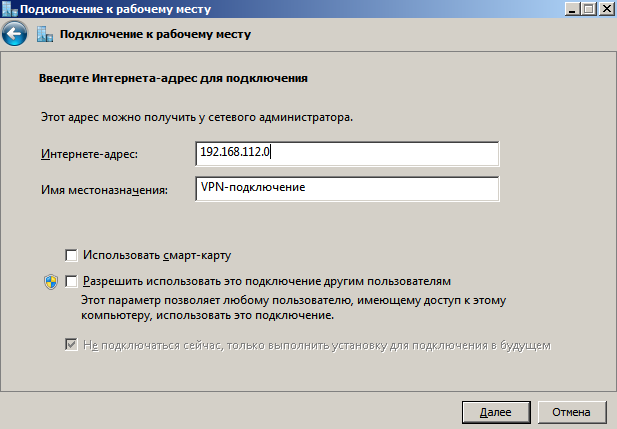 Подключение к рабочему месту
Подключение к рабочему месту
Введите Интернета-адрес для подключения
Этот адрес можно получить у сетевого администратора.
Интернете-адрес: 192.168.112.0
Имя местоназначения: VPN-подключение
Использовать смарт-карту
Разрешить использовать это подключение другим пользователям
Этот параметр позволяет любому пользователю, имеющему доступ к этому
компьютеру, использовать это подключение.
Не подключаться сейчас, только выполнить установку для подключения в будущем
Далее Отмена